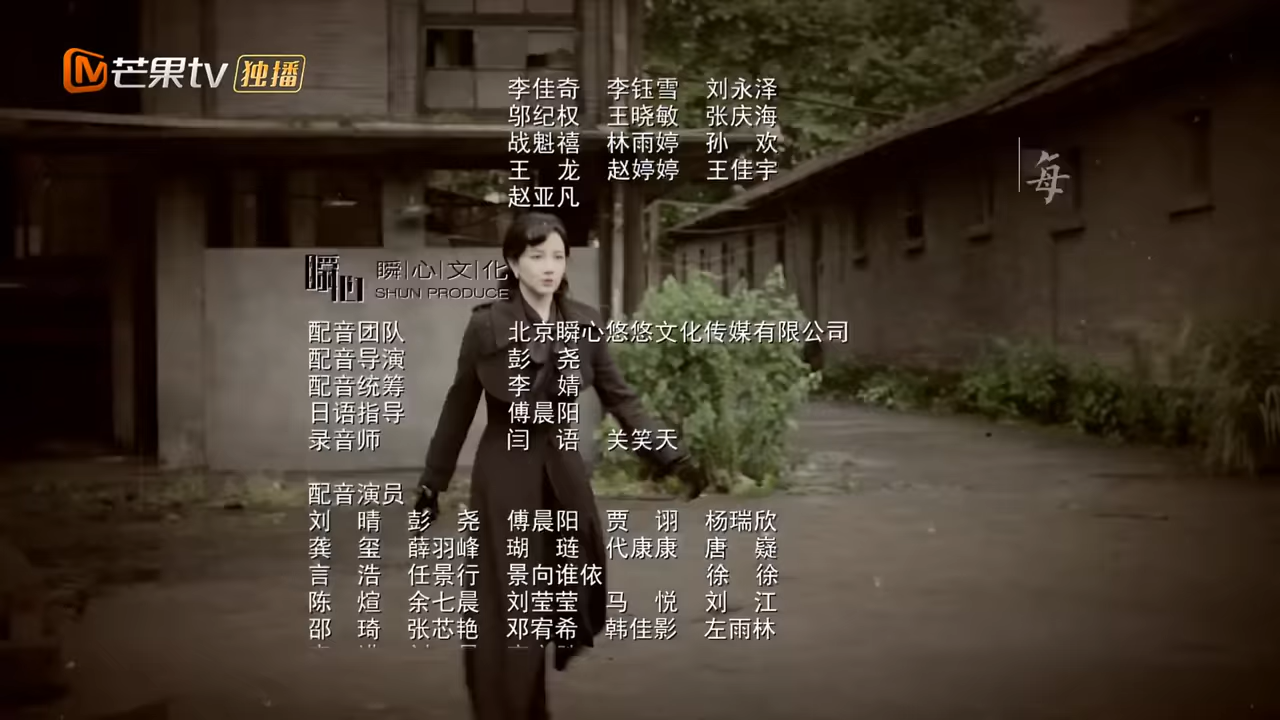 芒果tv 独播
李佳奇 李钰雪 刘永泽
邬纪权 王晓敏 张庆海
战魁禧 林雨婷 孙 欢
王 龙 赵婷婷 王佳宇
赵亚凡
每
瞬心 瞬|心|文|化
SHUN PRODUCE
配音团队 北京瞬心悠悠文化传媒有限公司
配音导演 彭 尧
配音统筹 李 婧
日语指导 傅晨阳
录音师 闫 语 关笑天
配音演员
刘 晴 彭 尧 傅晨阳 贾 诩 杨瑞欣
龚 玺 薛羽峰 瑚 琏 代康康 唐 嶷
言 浩 任景行 景向谁依 徐 徐
陈 煊 余七晨 刘莹莹 马 悦 刘 江
邵 琦 张芯艳 邓宥希 韩佳影 左雨林